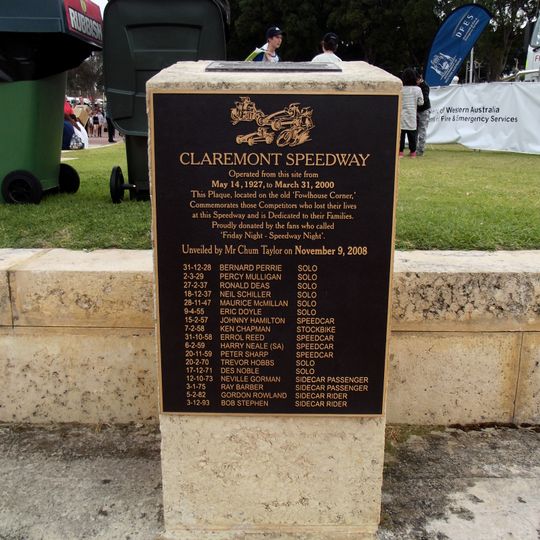 RUBBISH
DFES
of Western Australia
Fire & Emergency Services
CLAREMONT SPEEDWAY
Operated from this site from
May 14, 1927, to March 31, 2000
This Plaque, located on the old 'Fowlhouse Corner,'
Commemorates those Competitors who lost their lives
at this Speedway and is Dedicated to their Families.
Proudly donated by the fans who called
'Friday Night - Speedway Night'.
Unveiled by Mr Chum Taylor on November 9, 2008
31-12-28 BERNARD PERRIE SOLO
2-3-29 PERCY MULLIGAN SOLO
27-2-37 RONALD DEAS SOLO
18-12-37 NEIL SCHILLER SOLO
28-11-47 MAURICE McMILLAN SOLO
9-4-55 ERIC DOYLE SOLO
15-2-57 JOHNNY HAMILTON SPEEDCAR
7-2-58 KEN CHAPMAN STOCKBIKE
31-10-58 ERROL REED SPEEDCAR
6-2-59 HARRY NEALE (SA) SPEEDCAR
20-11-59 PETER SHARP SPEEDCAR
20-2-70 TREVOR HOBBS SOLO
17-12-71 DES NOBLE SOLO
12-10-73 NEVILLE GORMAN SIDECAR PASSENGER
3-1-75 RAY BARBER SIDECAR PASSENGER
5-2-82 GORDON ROWLAND SIDECAR RIDER
3-12-93 BOB STEPHEN SIDECAR RIDER